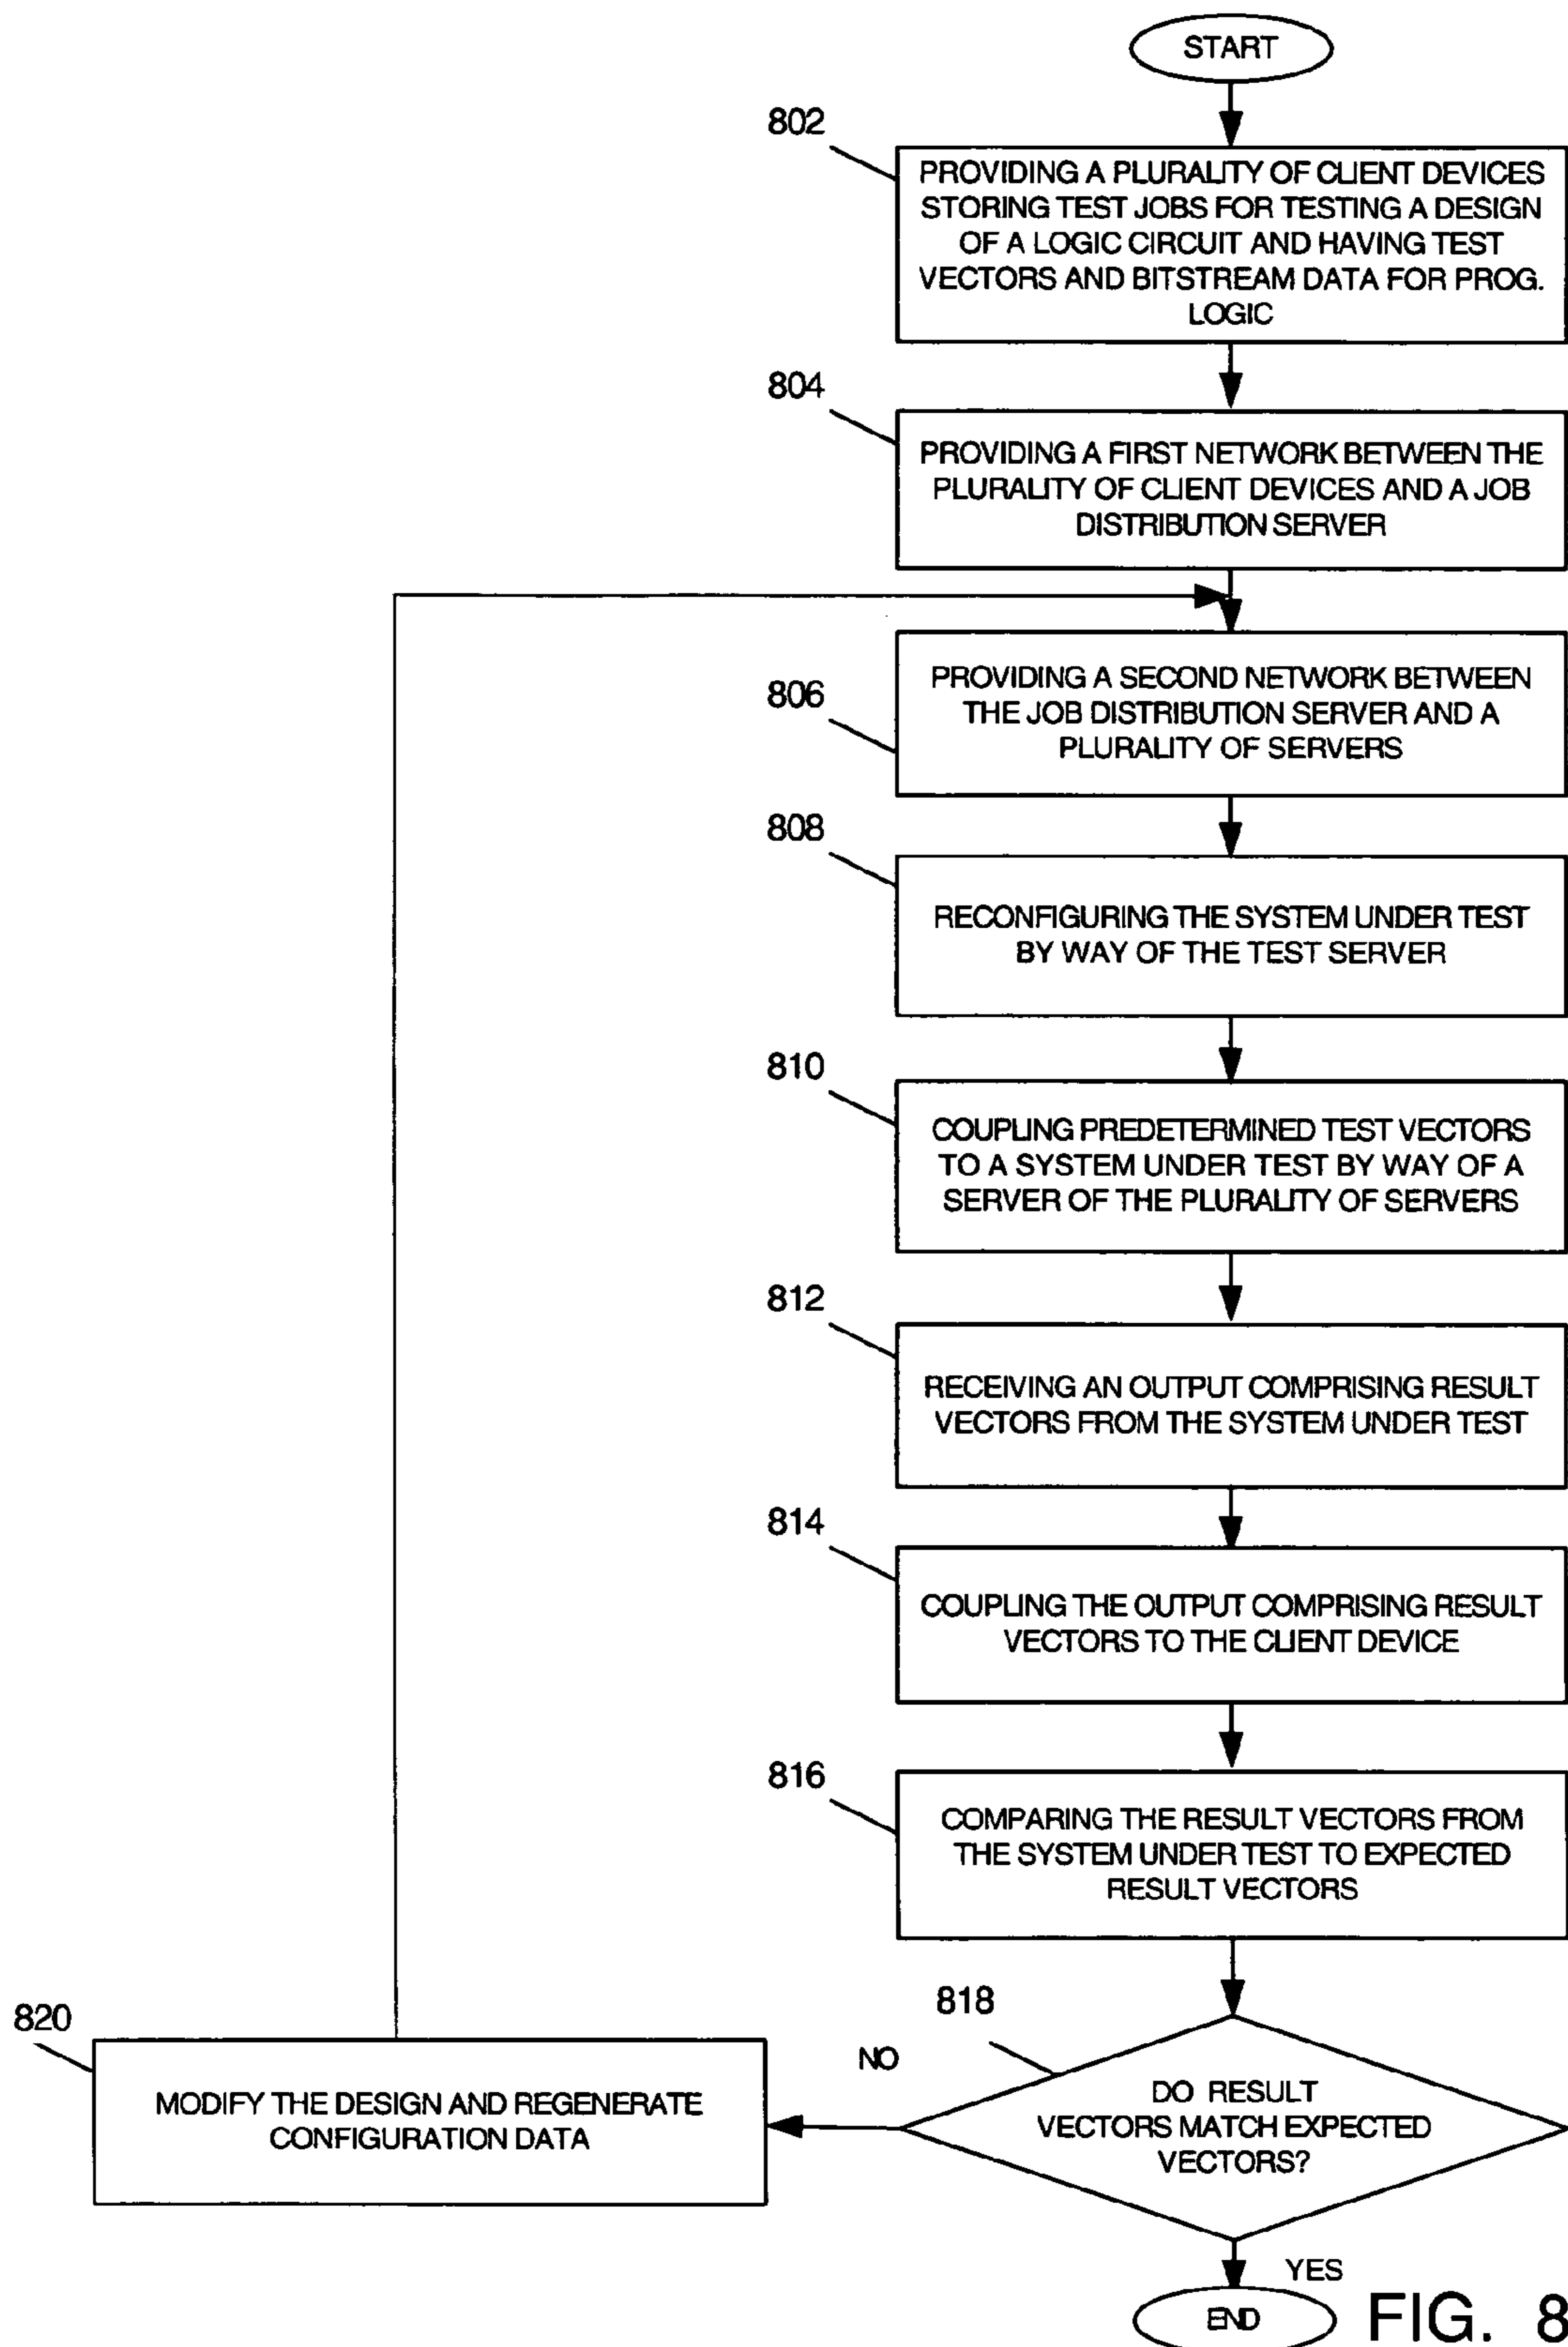 START
802
PROVIDING A PLURALITY OF CLIENT DEVICES
STORING TEST JOBS FOR TESTING A DESIGN
OF A LOGIC CIRCUIT AND HAVING TEST
VECTORS AND BITSTREAM DATA FOR PROG.
LOGIC
804
PROVIDING A FIRST NETWORK BETWEEN THE
PLURALITY OF CLIENT DEVICES AND A JOB
DISTRIBUTION SERVER
806
PROVIDING A SECOND NETWORK BETWEEN
THE JOB DISTRIBUTION SERVER AND A
PLURALITY OF SERVERS
808
RECONFIGURING THE SYSTEM UNDER TEST
BY WAY OF THE TEST SERVER
810
COUPLING PREDETERMINED TEST VECTORS
TO A SYSTEM UNDER TEST BY WAY OF A
SERVER OF THE PLURALITY OF SERVERS
812
RECEIVING AN OUTPUT COMPRISING RESULT
VECTORS FROM THE SYSTEM UNDER TEST
814
COUPLING THE OUTPUT COMPRISING RESULT
VECTORS TO THE CLIENT DEVICE
816
COMPARING THE RESULT VECTORS FROM
THE SYSTEM UNDER TEST TO EXPECTED
RESULT VECTORS
818
DO RESULT
VECTORS MATCH EXPECTED
VECTORS?
NO
820
MODIFY THE DESIGN AND REGENERATE
CONFIGURATION DATA
YES
END
FIG. 8